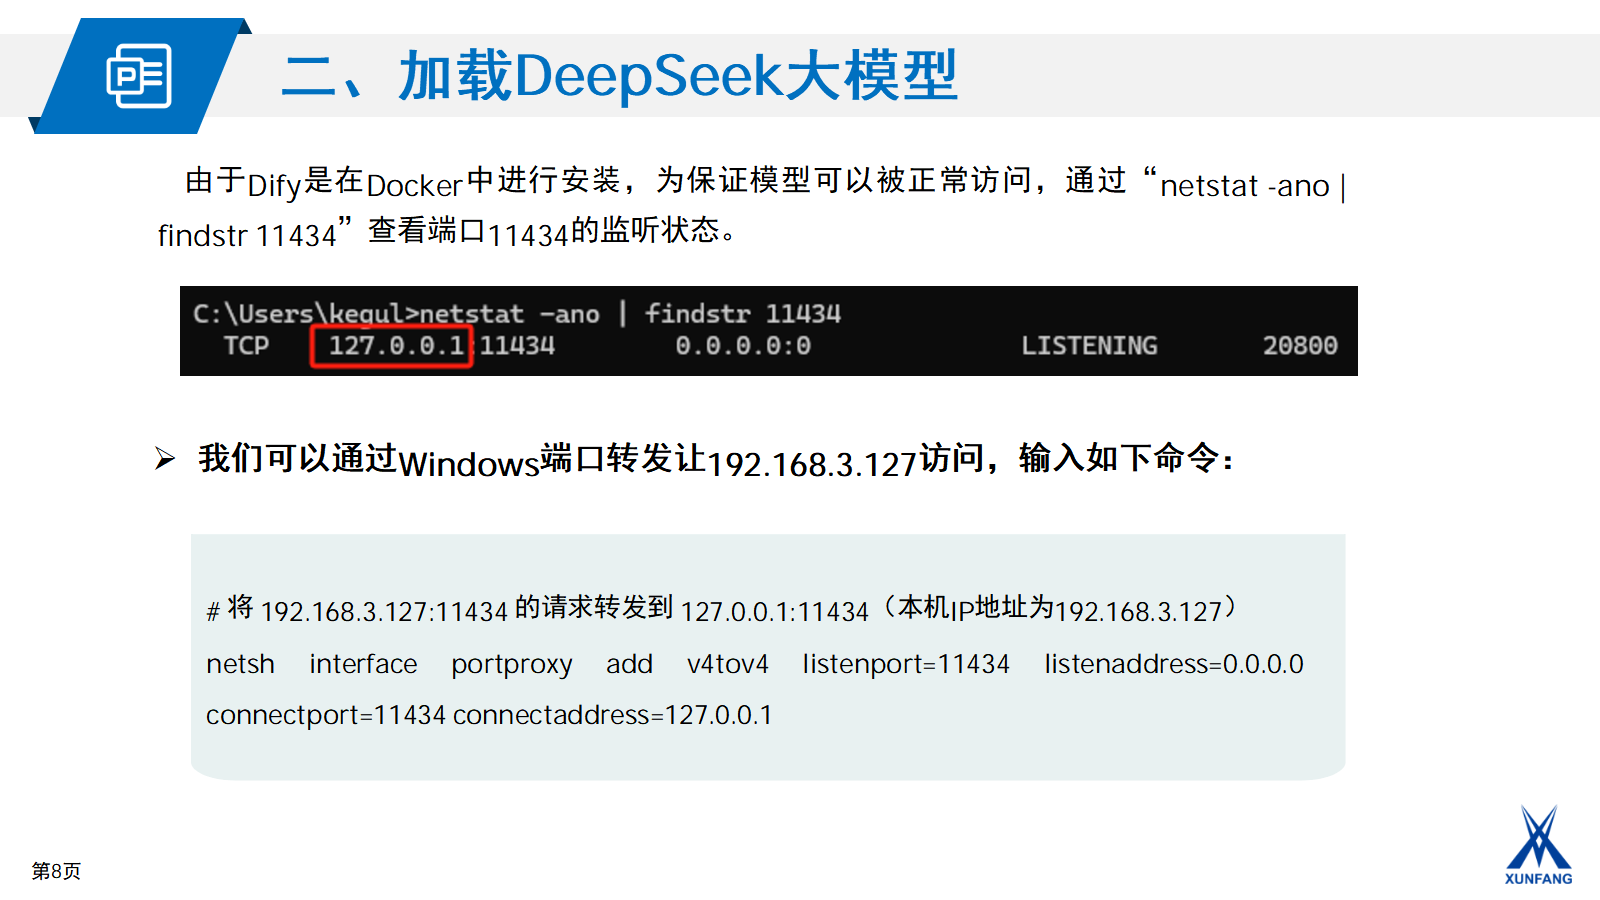 二、加载DeepSeek大模型
由于Dify是在Docker中进行安装，为保证模型可以被正常访问，通过“netstat -ano |
findstr 11434”查看端口11434的监听状态。
C:\Users\kegul>netstat -ano | findstr 11434
TCP 127.0.0.1:11434 0.0.0.0:0 LISTENING 20800
➢ 我们可以通过Windows端口转发让192.168.3.127访问，输入如下命令：
# 将 192.168.3.127:11434 的请求转发到 127.0.0.1:11434（本机IP地址为192.168.3.127）
netsh interface portproxy add v4tov4 listenport=11434 listenaddress=0.0.0.0
connectport=11434 connectaddress=127.0.0.1
第8页
XUNFANG